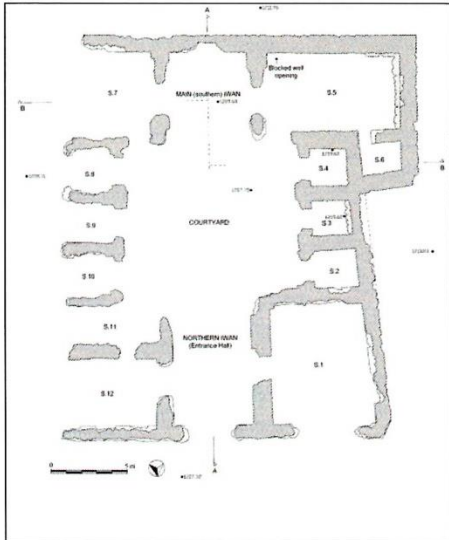 A
Blocked wall
opening
S.7
MAIN (southern) IWAN
S.5
B
S.8
S.4
S.6
B
S.9
COURTYARD
S.3
S.10
S.2
S.11
NORTHERN IWAN
(Entrance Hall)
S.1
S.12
0
5 m
A